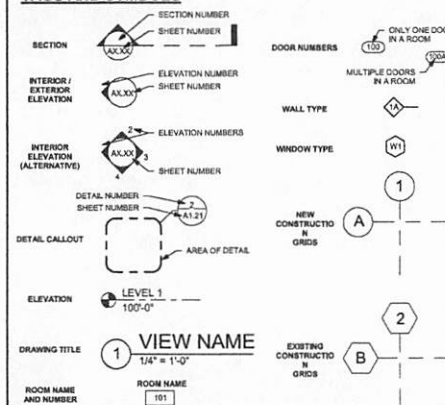 SECTION
SECTION NUMBER
SHEET NUMBER
AX.XX
INTERIOR /
EXTERIOR
ELEVATION
ELEVATION NUMBER
SHEET NUMBER
AX.XX
INTERIOR
ELEVATION
(ALTERNATIVE)
2
ELEVATION NUMBERS
AX.XX
3
4
SHEET NUMBER
DETAIL CALLOUT
DETAIL NUMBER
SHEET NUMBER
2
A1.21
AREA OF DETAIL
ELEVATION
LEVEL 1
100'-0"
DRAWING TITLE
1
VIEW NAME
1/4" = 1'-0"
ROOM NAME
AND NUMBER
ROOM NAME
101
DOOR NUMBERS
ONLY ONE DOO
IN A ROOM
100
100A
MULTIPLE DOORS
IN A ROOM
WALL TYPE
1A
WINDOW TYPE
W1
NEW
CONSTRUCTIO
N
GRIDS
1
A
EXISTING
CONSTRUCTIO
N
GRIDS
2
B